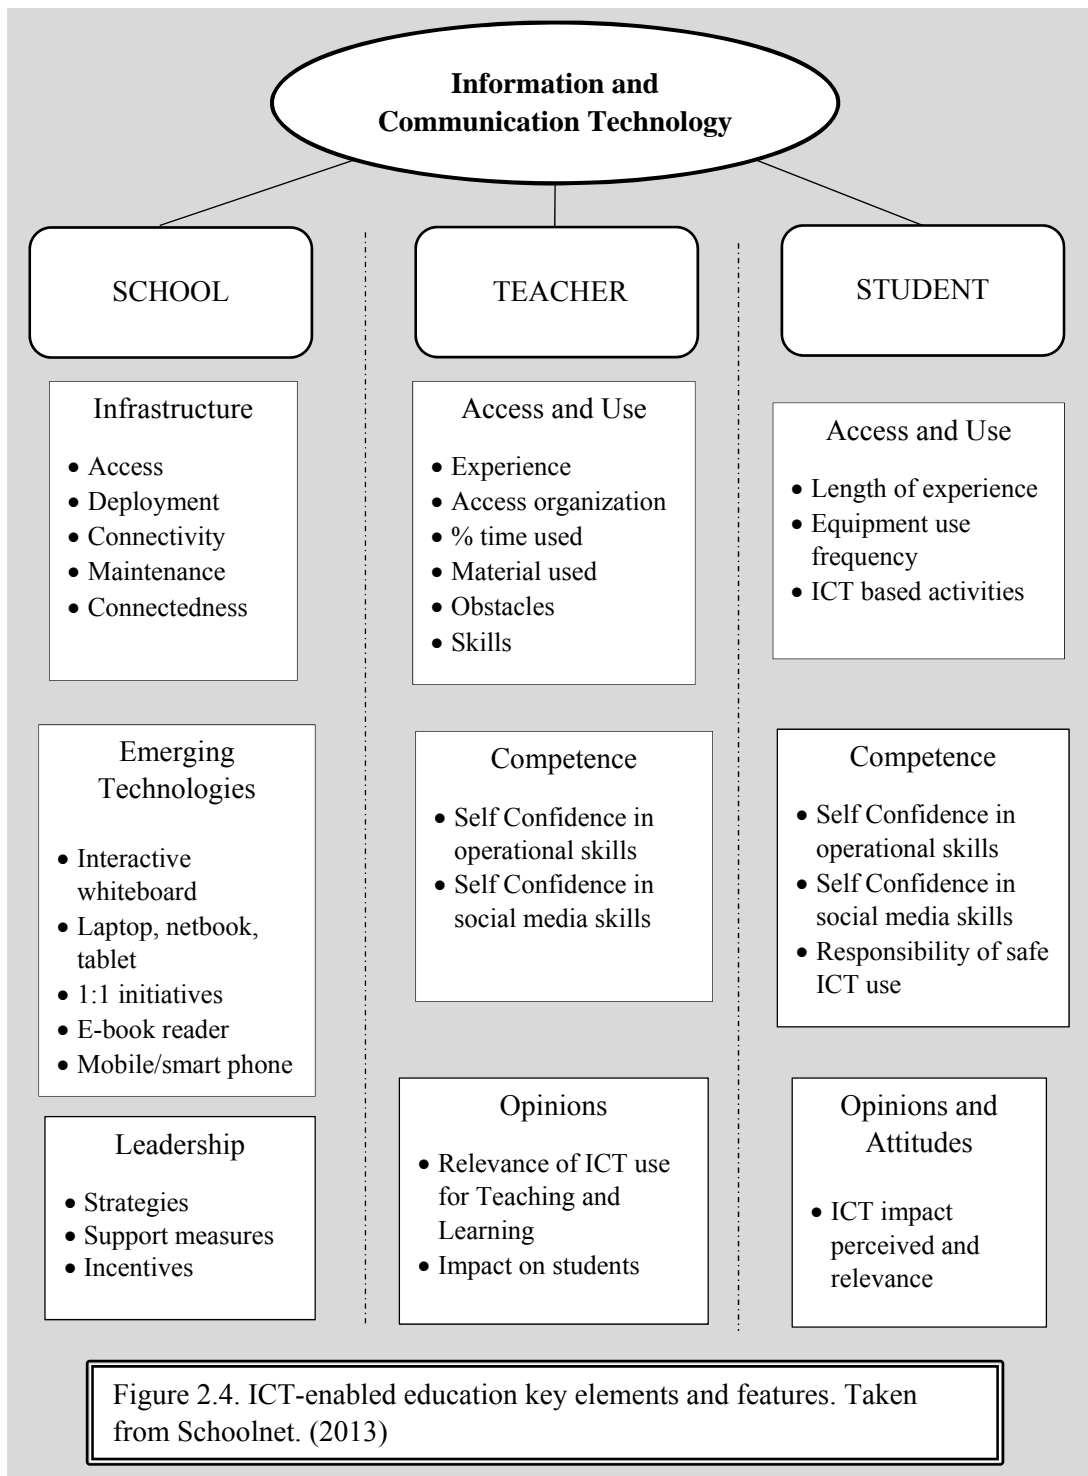 Information and
Communication Technology
SCHOOL
TEACHER
STUDENT
Infrastructure
• Access
• Deployment
• Connectivity
• Maintenance
• Connectedness
Emerging
Technologies
• Interactive
whiteboard
• Laptop, netbook,
tablet
• 1:1 initiatives
• E-book reader
• Mobile/smart phone
Leadership
• Strategies
• Support measures
• Incentives
Access and Use
• Experience
• Access organization
• % time used
• Material used
• Obstacles
• Skills
Competence
• Self Confidence in
operational skills
• Self Confidence in
social media skills
Opinions
• Relevance of ICT use
for Teaching and
Learning
• Impact on students
Access and Use
• Length of experience
• Equipment use
frequency
• ICT based activities
Competence
• Self Confidence in
operational skills
• Self Confidence in
social media skills
• Responsibility of safe
ICT use
Opinions and
Attitudes
• ICT impact
perceived and
relevance
Figure 2.4. ICT-enabled education key elements and features. Taken
from Schoolnet. (2013)